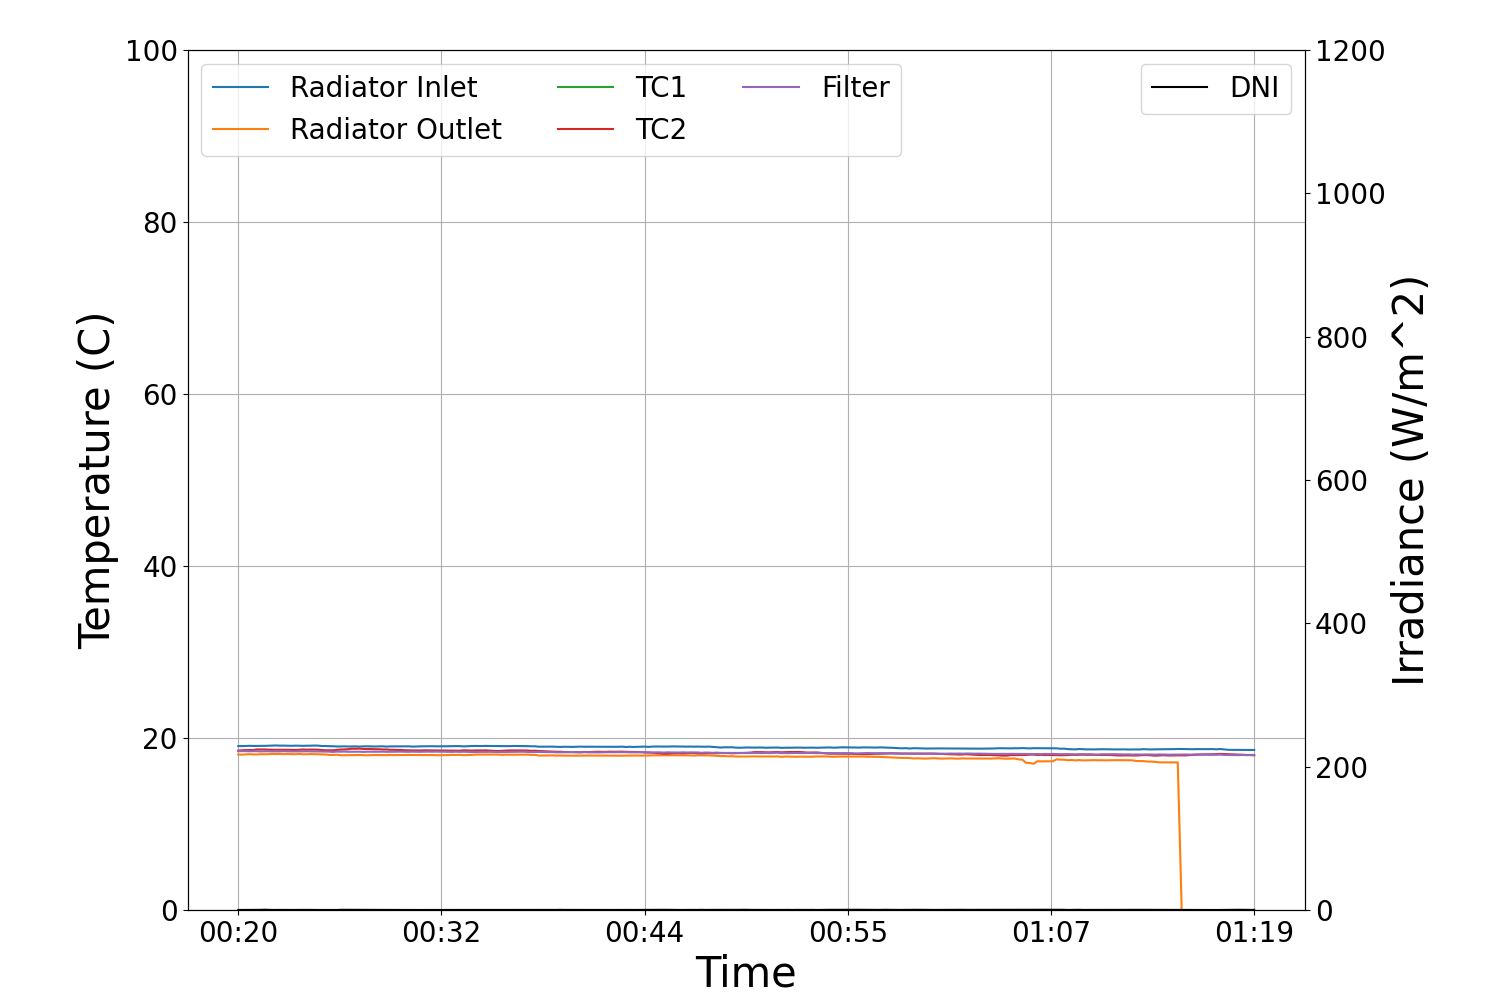 100
80
60
40
20
0
Temperature (C)
Radiator Inlet
Radiator Outlet
TC1
TC2
Filter
DNI
1200
1000
800
600
400
200
0
Irradiance (W/m^2)
00:20 00:32 00:44 00:55 01:07 01:19
Time